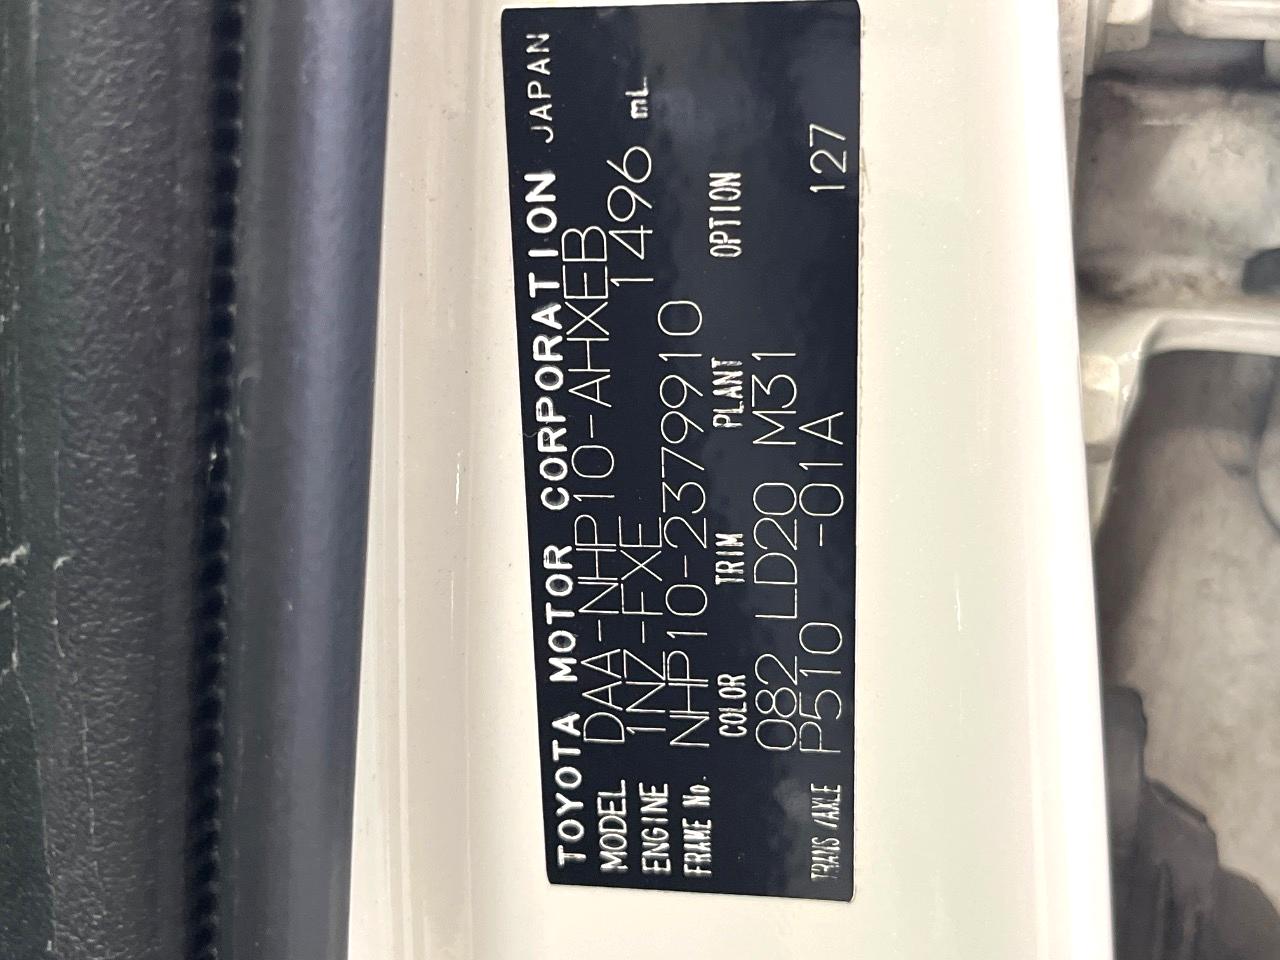 TOYOTA MOTOR CORPORATION JAPAN
MODEL DAA-NHP10-AHXEB
ENGINE 1NZ-FXE 1496 mL
FRAME No. NHP10-2379910
COLOR TRIM PLANT OPTION
082 LD20 M31
TRANS/AXLE P510 -01A 127